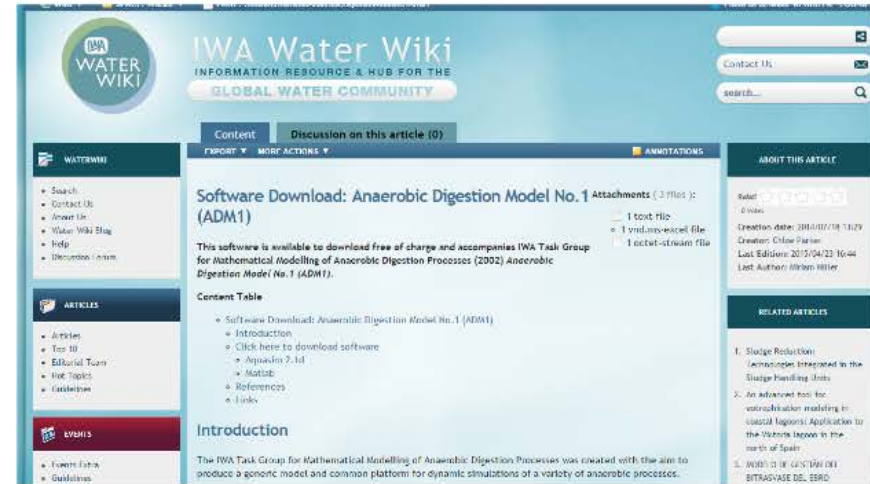 IWA
WATER
WIKI
IWA Water Wiki
INFORMATION RESOURCE & HUB FOR THE
GLOBAL WATER COMMUNITY
Contact Us
search...
Content
Discussion on this article (0)
EXPORT ▼ MORE ACTIONS ▼
ANNOTATIONS
WATERWIKI
Search
Contact Us
About Us
Water Wiki Blog
Help
Discussion Forum
ARTICLES
Articles
Top 10
Editorial Team
Hot Topics
Guidelines
EVENTS
Events Extra
Guidelines
Software Download: Anaerobic Digestion Model No.1
(ADM1)
Attachments ( 3 files ):
1 text file
1 vnd.ms-excel file
1 octet-stream file
This software is available to download free of charge and accompanies IWA Task Group
for Mathematical Modelling of Anaerobic Digestion Processes (2002) Anaerobic
Digestion Model No.1 (ADM1).
Content Table
Software Download: Anaerobic Digestion Model No.1 (ADM1)
Introduction
Click here to download software
Aquasim 2.1d
Matlab
References
Links
Introduction
The IWA Task Group for Mathematical Modelling of Anaerobic Digestion Processes was created with the aim to
produce a generic model and common platform for dynamic simulations of a variety of anaerobic processes.
ABOUT THIS ARTICLE
Rate!
0 votes
Creation date: 2014/07/18 13:29
Creator: Chloe Parker
Last Edition: 2015/04/23 16:44
Last Author: Miriam Hiller
RELATED ARTICLES
1. Sludge Reduction:
Technologies Integrated in the
Sludge Handling Units
2. An advanced tool for
eutrophication modeling in
coastal lagoons: Application to
the Victoria lagoon in the
north of Spain
3. MODELO DE GESTIÁN DEL
BITRASVASE DEL EBRO